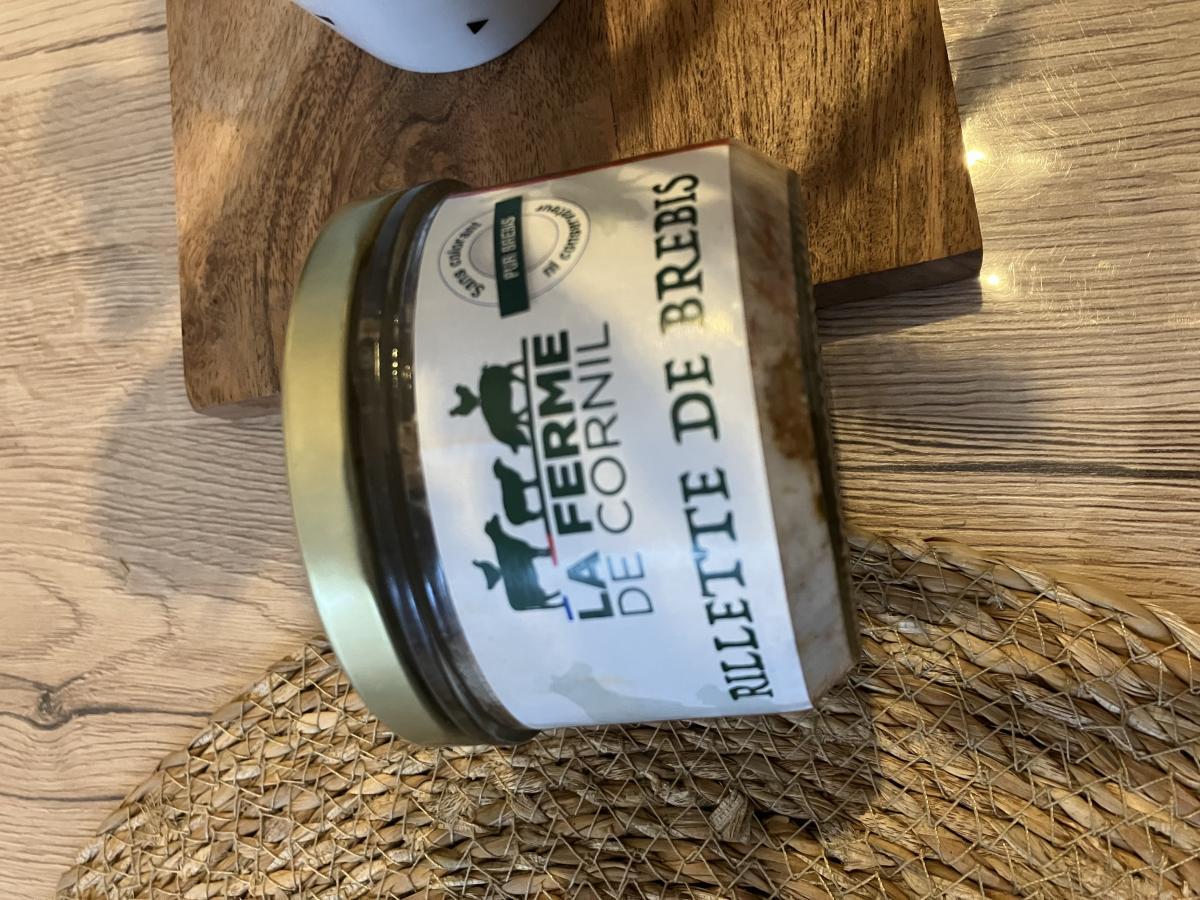 Sans colorant
PUR BREBIS
ni conservateur
LA FERME
DE CORNIL
RILLETTE DE BREBIS